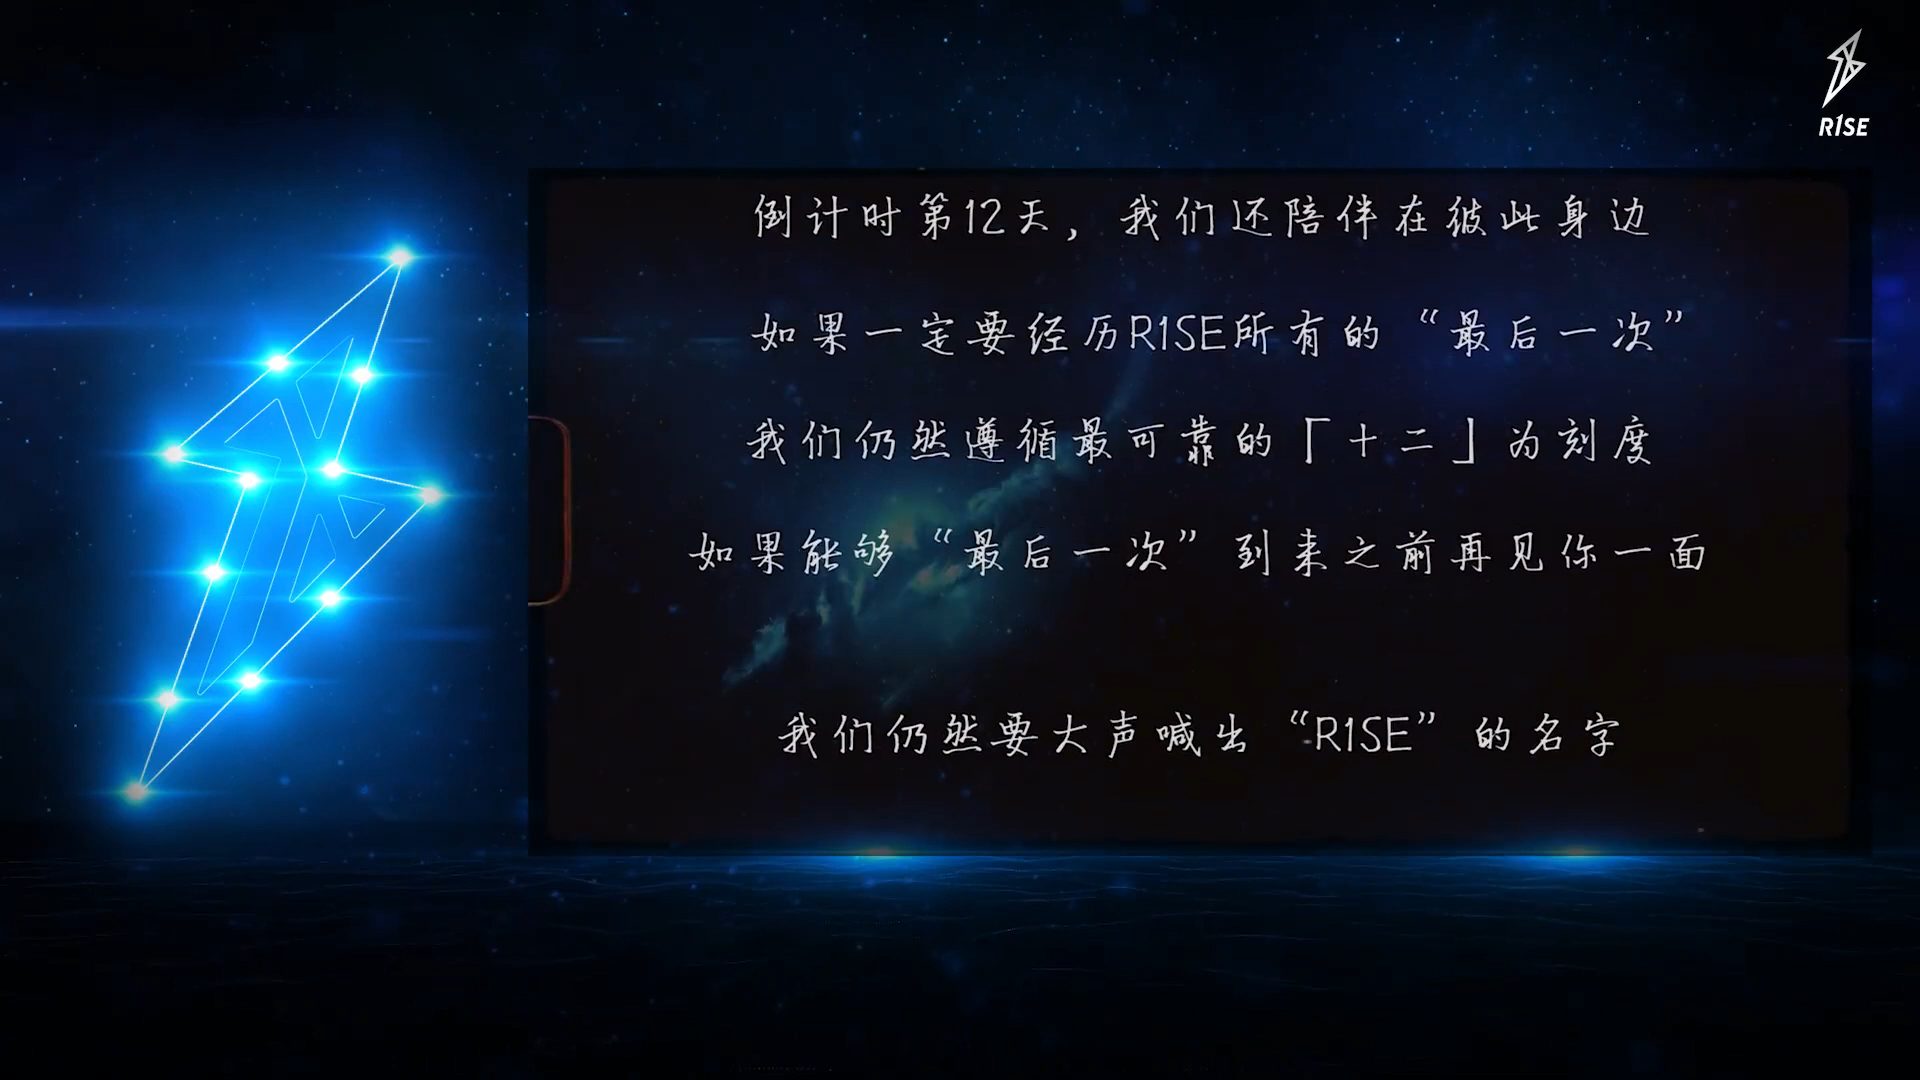 R1SE
倒计时第12天，我们还陪伴在彼此身边
如果一定要经历R1SE所有的“最后一次”
我们仍然遵循最可靠的「十二」为刻度
如果能够“最后一次”到来之前再见你一面
我们仍然要大声喊出“R1SE”的名字